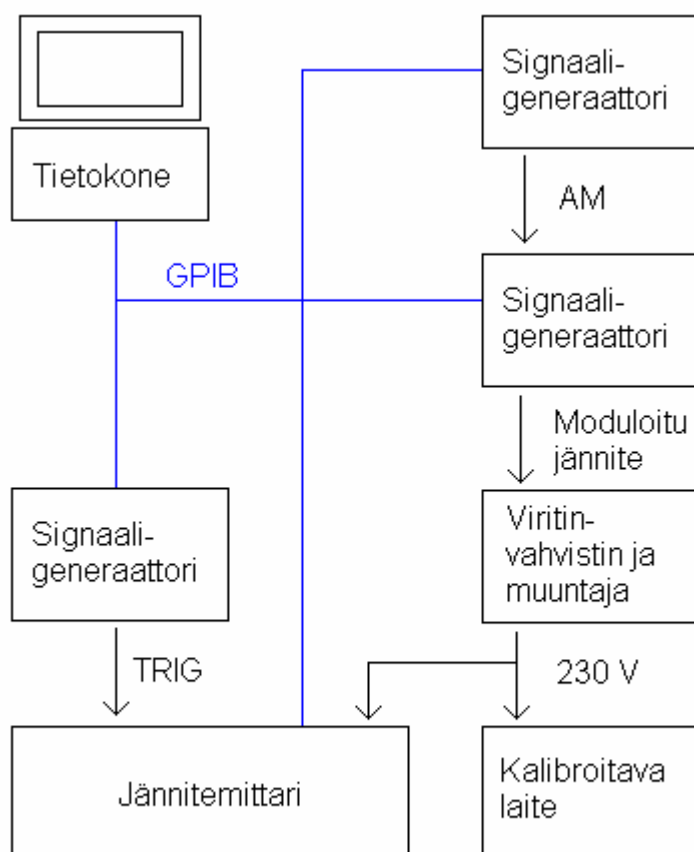 Signaali-
generaattori
Tietokone
AM
GPIB
Signaali-
generaattori
Moduloitu
jännite
Signaali-
generaattori
Viritin-
vahvistin ja
muuntaja
TRIG
230 V
Jännitemittari
Kalibroitava
laite